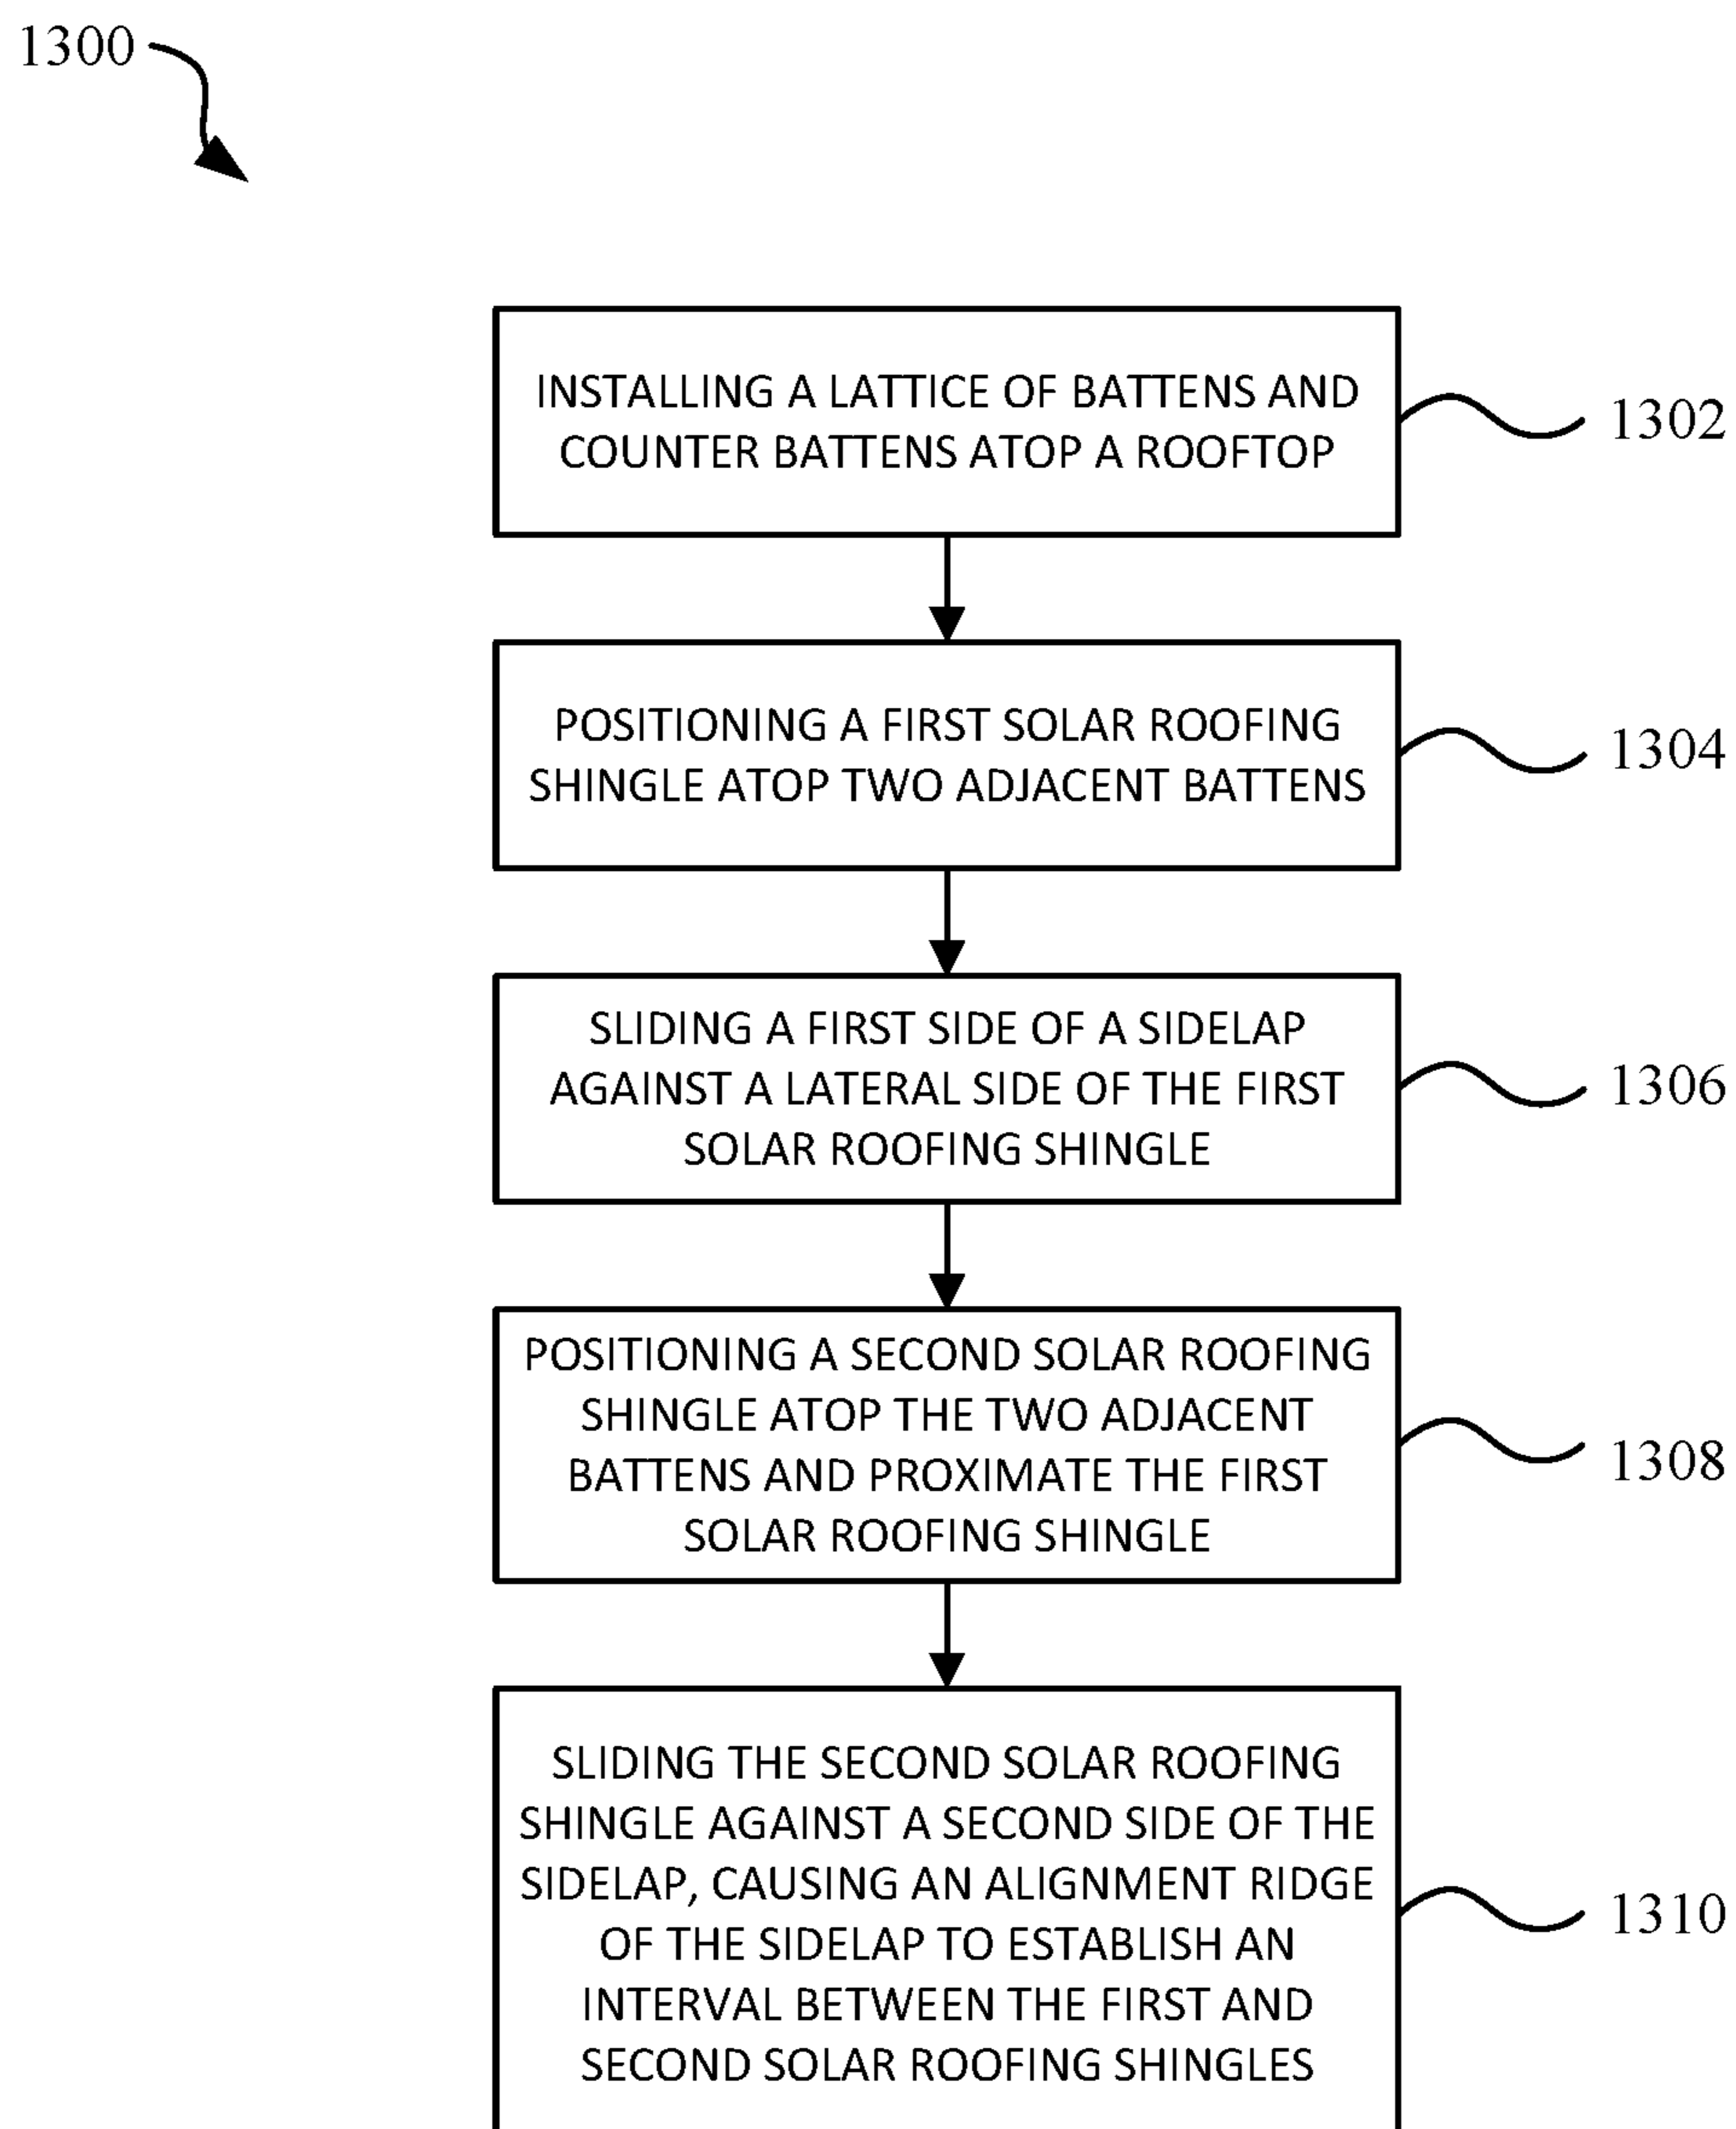 1300
INSTALLING A LATTICE OF BATTENS AND
COUNTER BATTENS ATOP A ROOFTOP
1302
POSITIONING A FIRST SOLAR ROOFING
SHINGLE ATOP TWO ADJACENT BATTENS
1304
SLIDING A FIRST SIDE OF A SIDELAP
AGAINST A LATERAL SIDE OF THE FIRST
SOLAR ROOFING SHINGLE
1306
POSITIONING A SECOND SOLAR ROOFING
SHINGLE ATOP THE TWO ADJACENT
BATTENS AND PROXIMATE THE FIRST
SOLAR ROOFING SHINGLE
1308
SLIDING THE SECOND SOLAR ROOFING
SHINGLE AGAINST A SECOND SIDE OF THE
SIDELAP, CAUSING AN ALIGNMENT RIDGE
OF THE SIDELAP TO ESTABLISH AN
INTERVAL BETWEEN THE FIRST AND
SECOND SOLAR ROOFING SHINGLES
1310